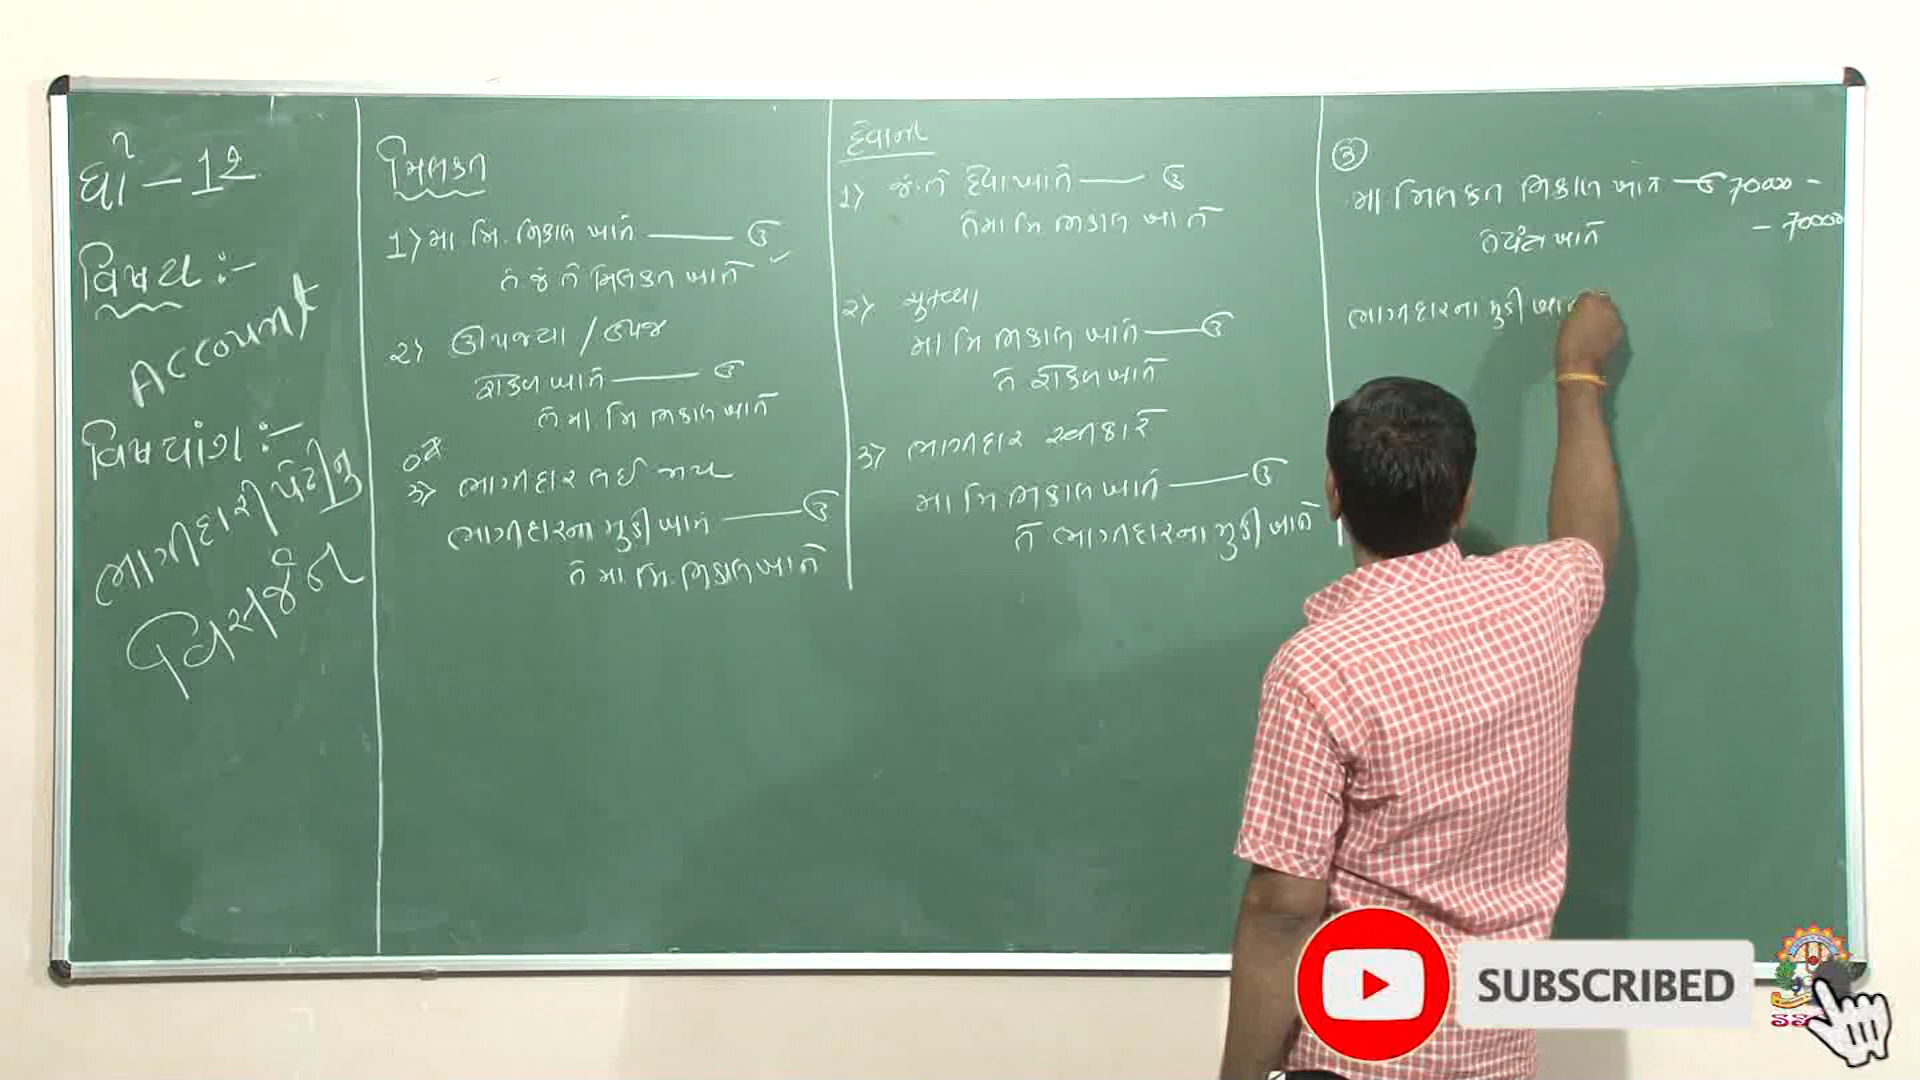 ધો - 12
વિષય :-
Account
વિષયાંશ :-
ભાગીદારી પેઢીનું
વિસર્જન
મિલકત
1) મા મિ. નિકાલ ખાતે —— ઉ
તે જે તે મિલકત ખાતે
2) ઊપજ્યા / ઉપજ
રોકડ ખાતે —— ઉ
તે મા. મિ નિકાલ ખાતે
3) ભાગીદાર લઈ જાય
ભાગીદારના મુડી ખાતે —— ઉ
તે મા. મિ. નિકાલ ખાતે
દેવાના
1) જે તે દેવા ખાતે —— ઉ
તે મા મિ નિકાલ ખાતે
2) ચુકવ્યા
મા મિ નિકાલ ખાતે —— ઉ
તે રોકડ ખાતે
3) ભાગીદાર સ્વીકારે
મા મિ. નિકાલ ખાતે —— ઉ
તે ભાગીદારના મુડી ખાતે
③
મા. મિલકત નિકાલ ખાતે — ઉ 70000 -
તે યંત્ર ખાતે - 70000
ભાગીદારના મુડી
SUBSCRIBED